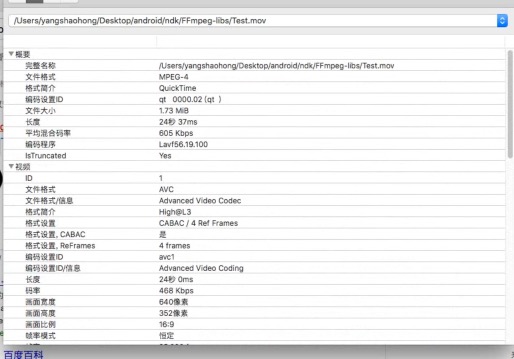 /Users/yangshaohong/Desktop/android/ndk/FFmpeg-libs/Test.mov
概要
完整名称 /Users/yangshaohong/Desktop/android/ndk/FFmpeg-libs/Test.mov
文件格式 MPEG-4
格式简介 QuickTime
编码设置ID qt 0000.02 (qt )
文件大小 1.73 MiB
长度 24秒 37ms
平均混合码率 605 Kbps
编码程序 Lavf56.19.100
IsTruncated Yes
视频
ID 1
文件格式 AVC
文件格式/信息 Advanced Video Codec
格式简介 High@L3
格式设置 CABAC / 4 Ref Frames
格式设置, CABAC 是
格式设置, ReFrames 4 frames
编码设置ID avc1
编码设置ID/信息 Advanced Video Coding
长度 24秒 0ms
码率 468 Kbps
画面宽度 640像素
画面高度 352像素
画面比例 16:9
帧率模式 恒定
百度百科